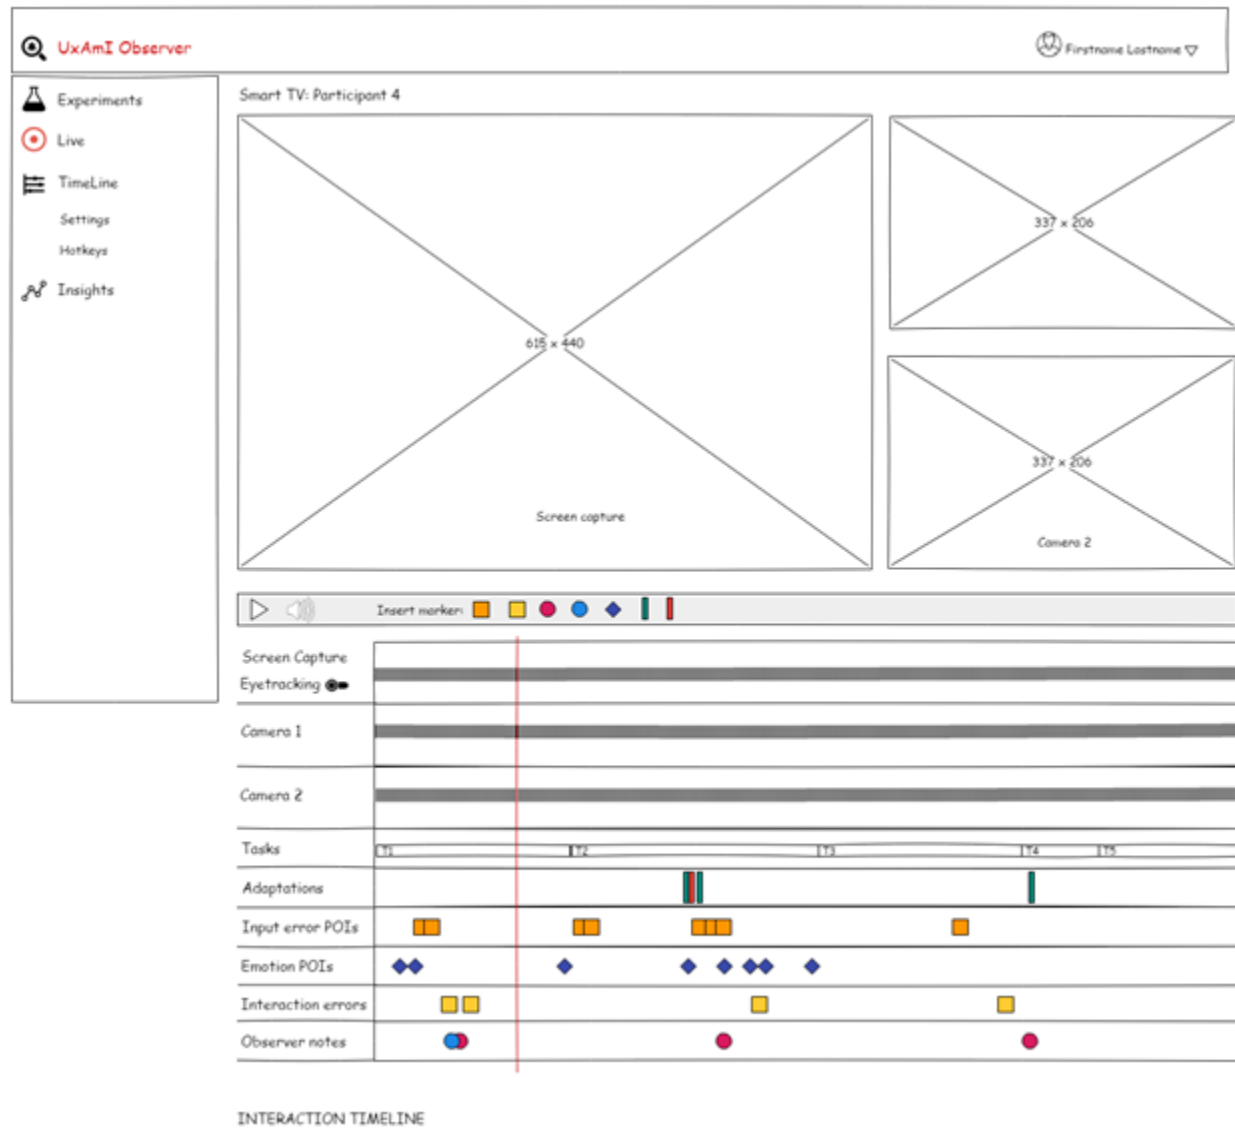 UxAmI Observer
Firstname Lastname
Experiments
Live
TimeLine
Settings
Hotkeys
Insights
Smart TV: Participant 4
615 x 440
Screen capture
337 x 206
337 x 206
Camera 2
Insert marker:
Screen Capture
Eyetracking
Camera 1
Camera 2
Tasks
T1 T2 T3 T4 T5
Adaptations
Input error POIs
Emotion POIs
Interaction errors
Observer notes
INTERACTION TIMELINE